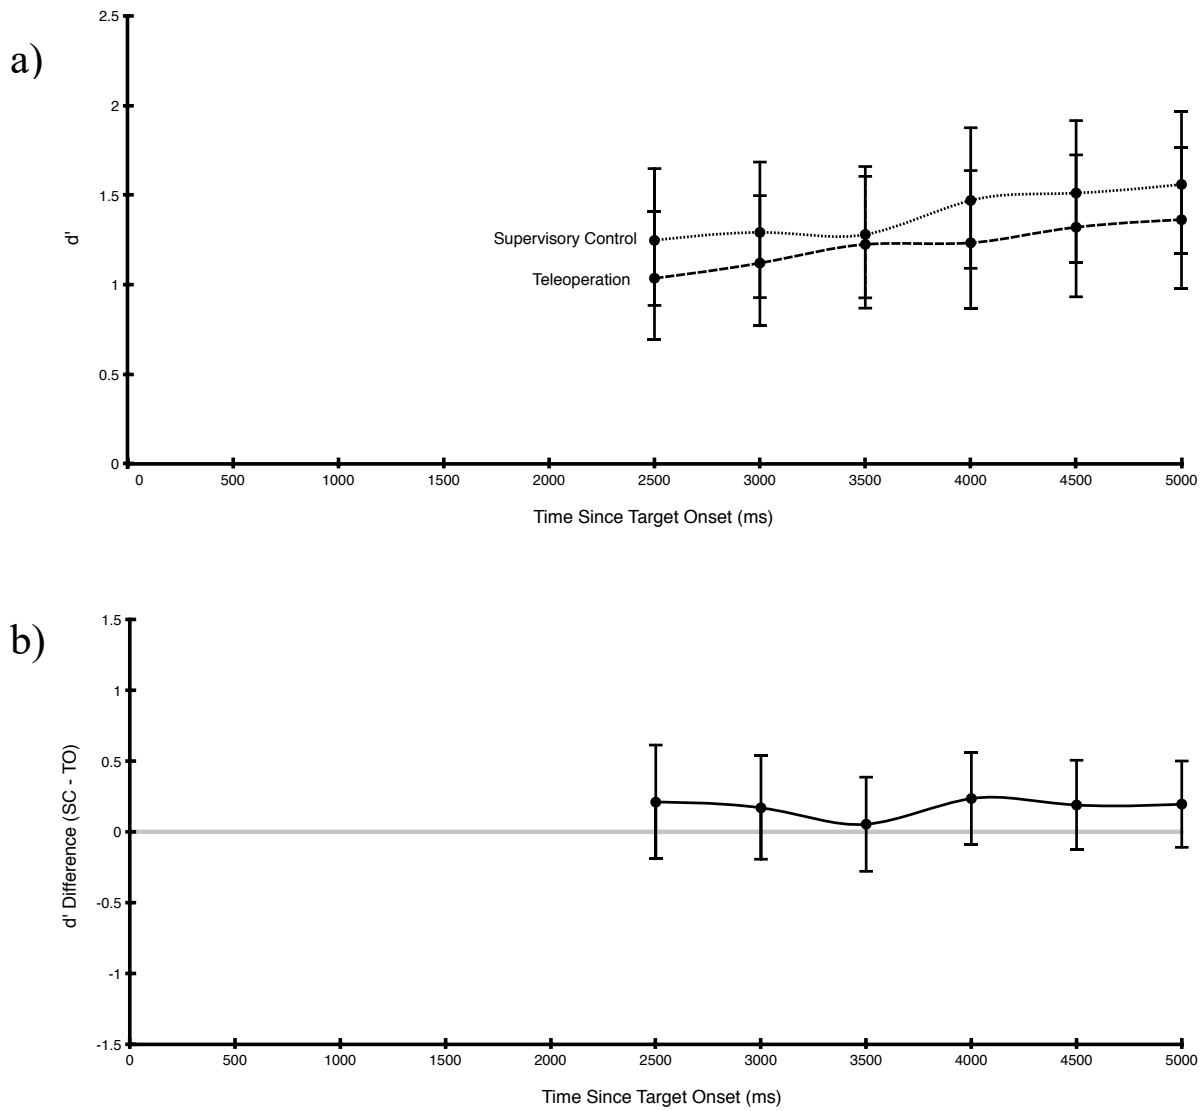 a)
2.5
2
1.5
1
0.5
0
d'
Supervisory Control
Teleoperation
0 500 1000 1500 2000 2500 3000 3500 4000 4500 5000
Time Since Target Onset (ms)
b)
1.5
1
0.5
0
-0.5
-1
-1.5
d' Difference (SC - TO)
0 500 1000 1500 2000 2500 3000 3500 4000 4500 5000
Time Since Target Onset (ms)